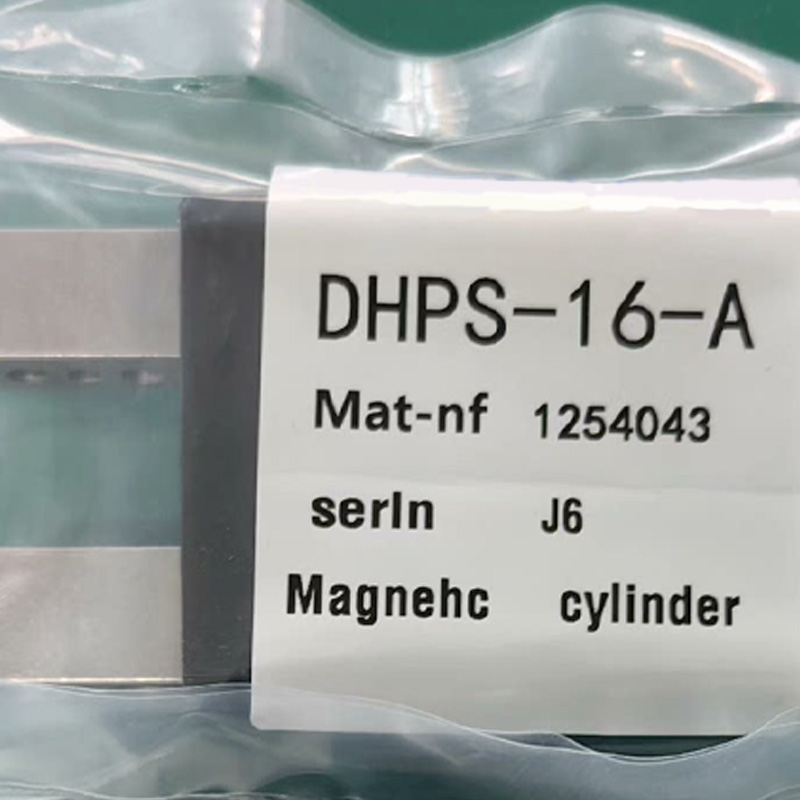 DHPS-16-A
Mat-nf 1254043
serln J6
Magnehc cylinder